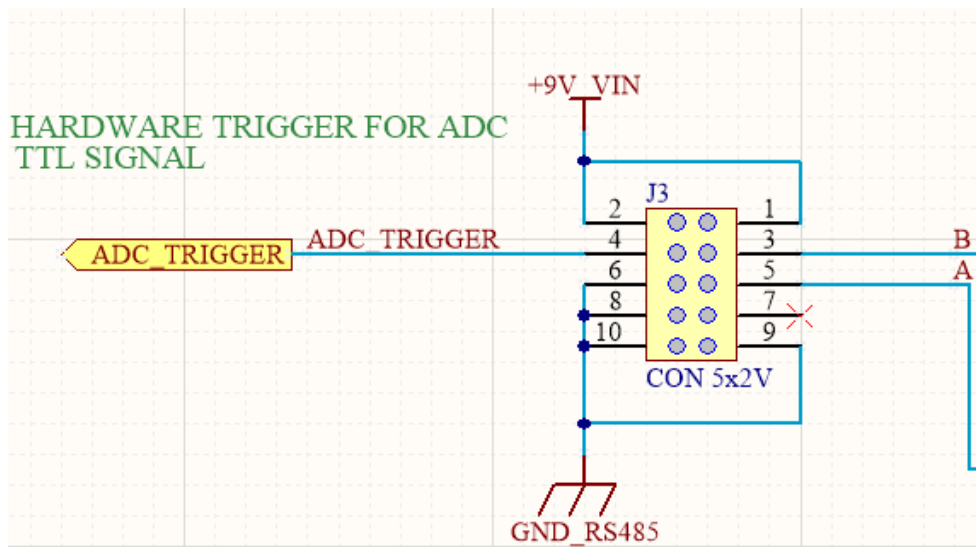 +9V_VIN
HARDWARE TRIGGER FOR ADC
TTL SIGNAL
J3
2
1
ADC_TRIGGER
ADC_TRIGGER
4
3
B
6
5
A
8
7
10
9
CON 5x2V
GND_RS485